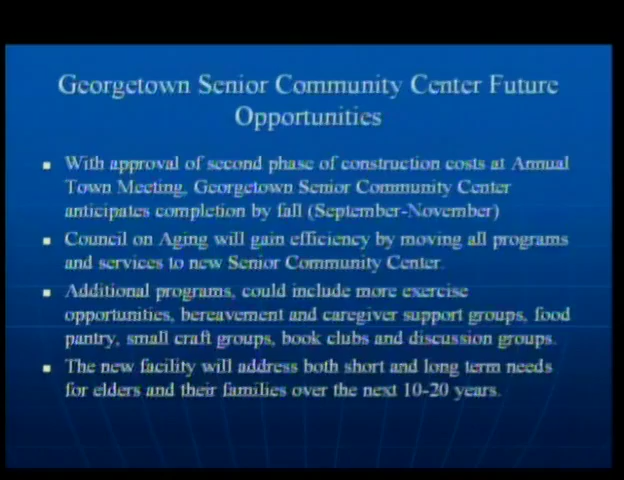 Georgetown Senior Community Center Future
Opportunities
With approval of second phase of construction costs at Annual
Town Meeting, Georgetown Senior Community Center
anticipates completion by fall (September-November)
Council on Aging will gain efficiency by moving all programs
and services to new Senior Community Center.
Additional programs, could include more exercise
opportunities, bereavement and caregiver support groups, food
pantry, small craft groups, book clubs and discussion groups.
The new facility will address both short and long term needs
for elders and their families over the next 10-20 years.